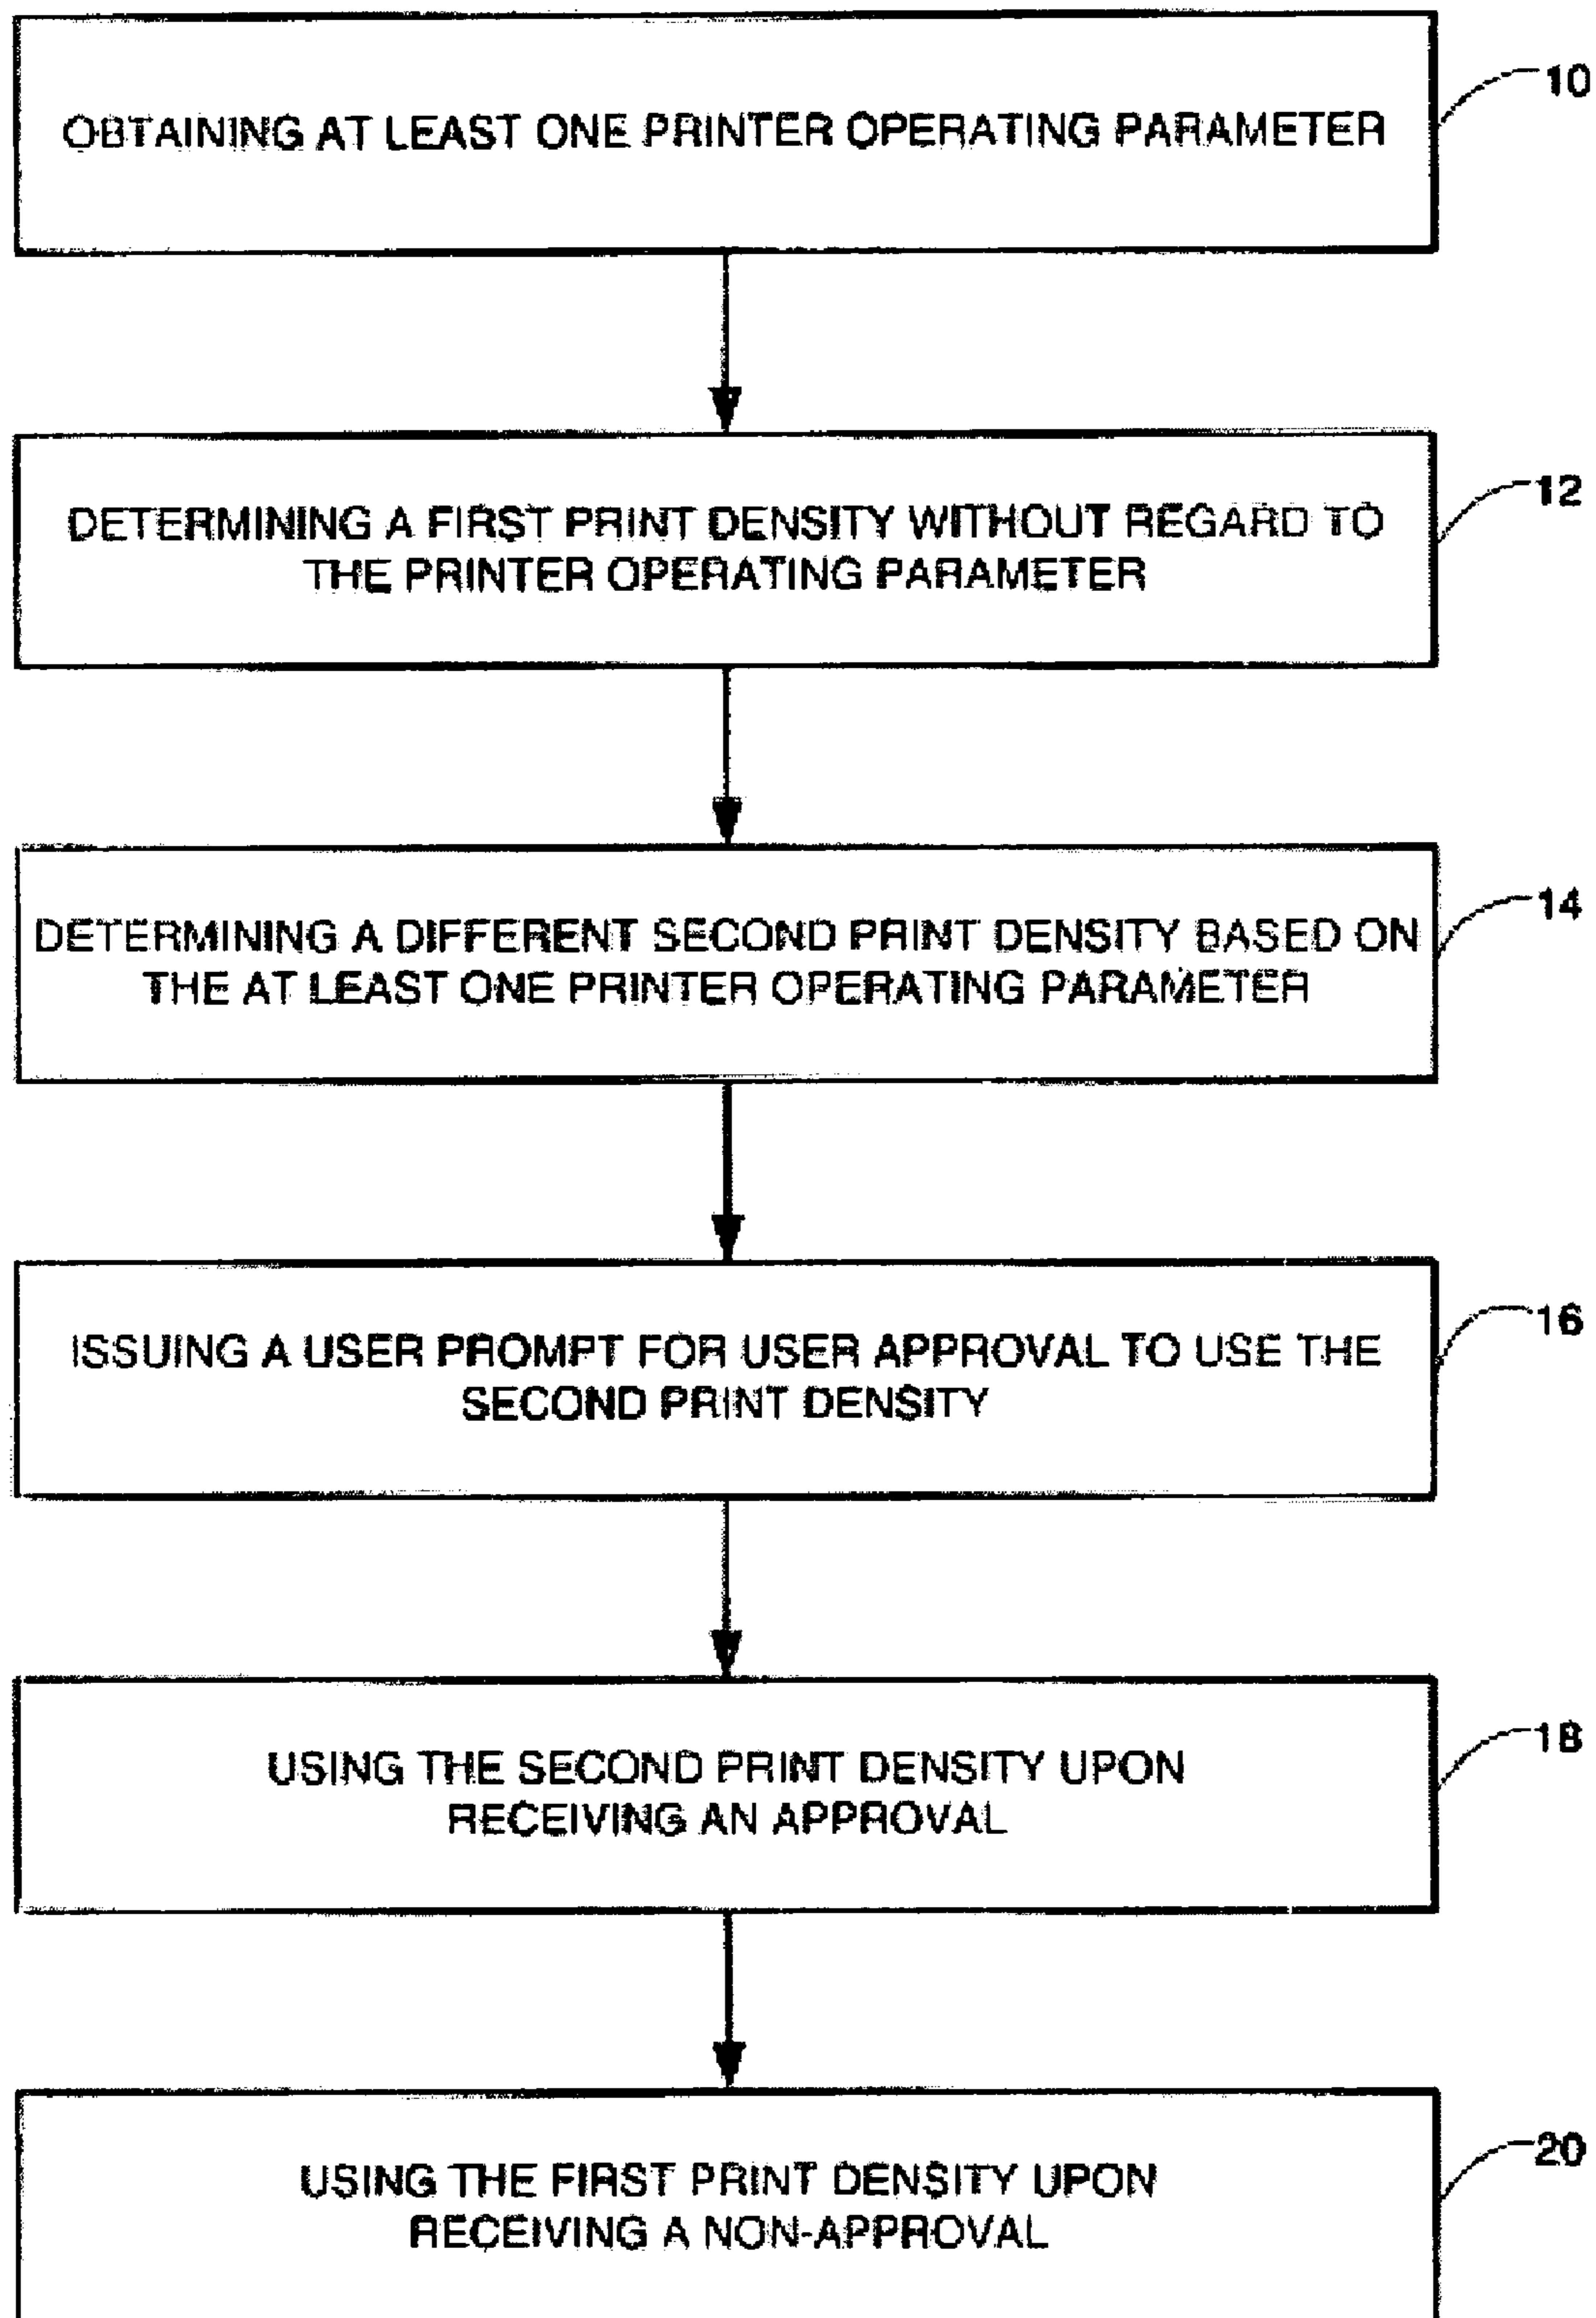 OBTAINING AT LEAST ONE PRINTER OPERATING PARAMETER
10
DETERMINING A FIRST PRINT DENSITY WITHOUT REGARD TO
THE PRINTER OPERATING PARAMETER
12
DETERMINING A DIFFERENT SECOND PRINT DENSITY BASED ON
THE AT LEAST ONE PRINTER OPERATING PARAMETER
14
ISSUING A USER PROMPT FOR USER APPROVAL TO USE THE
SECOND PRINT DENSITY
16
USING THE SECOND PRINT DENSITY UPON
RECEIVING AN APPROVAL
18
USING THE FIRST PRINT DENSITY UPON
RECEIVING A NON-APPROVAL
20